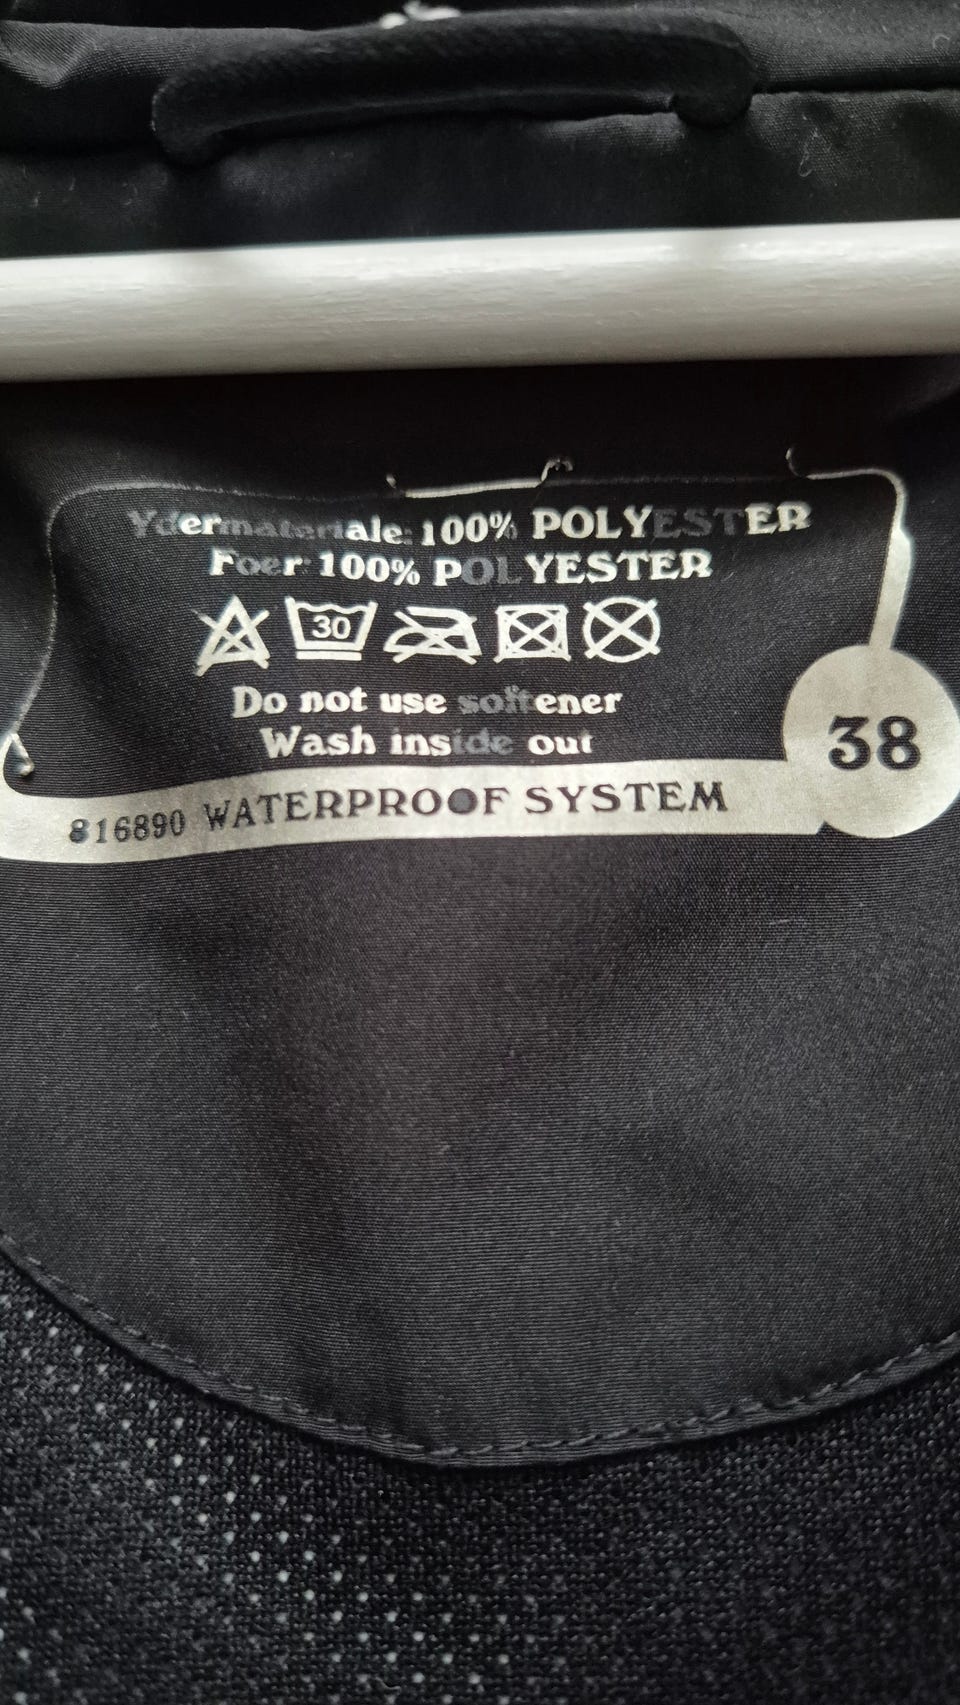 Ydermateriale: 100% POLYESTER
Foer: 100% POLYESTER
30
Do not use softener
Wash inside out
38
816890 WATERPROOF SYSTEM